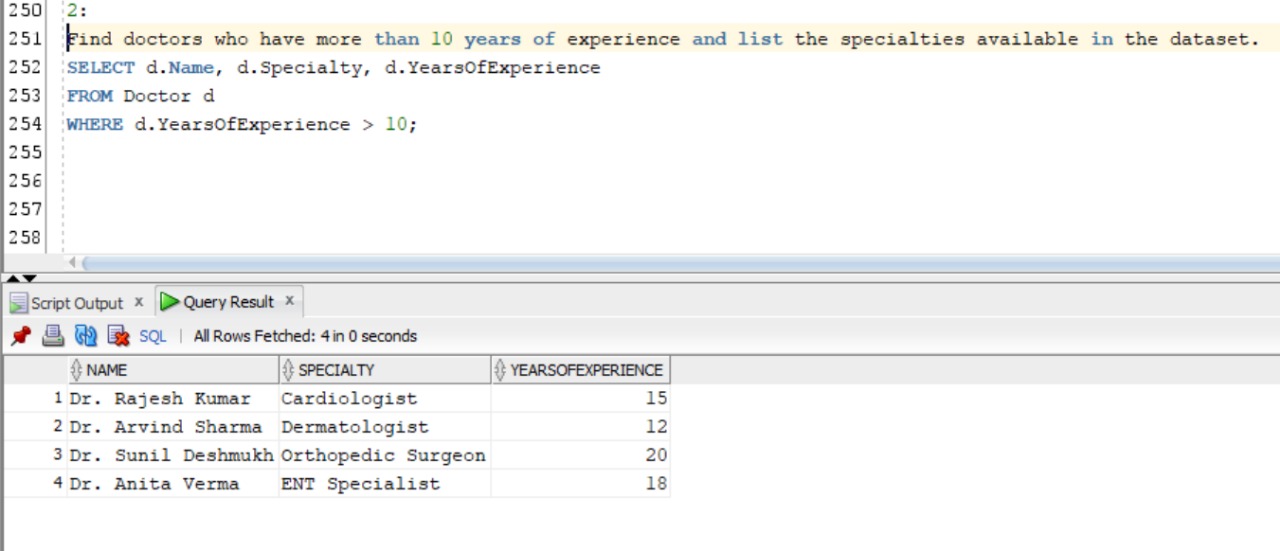 250 2:
251 Find doctors who have more than 10 years of experience and list the specialties available in the dataset.
252 SELECT d.Name, d.Specialty, d.YearsOfExperience
253 FROM Doctor d
254 WHERE d.YearsOfExperience > 10;
255
256
257
258
Script Output x Query Result x
SQL | All Rows Fetched: 4 in 0 seconds
NAME SPECIALTY YEARSOFEXPERIENCE
1 Dr. Rajesh Kumar Cardiologist 15
2 Dr. Arvind Sharma Dermatologist 12
3 Dr. Sunil Deshmukh Orthopedic Surgeon 20
4 Dr. Anita Verma ENT Specialist 18